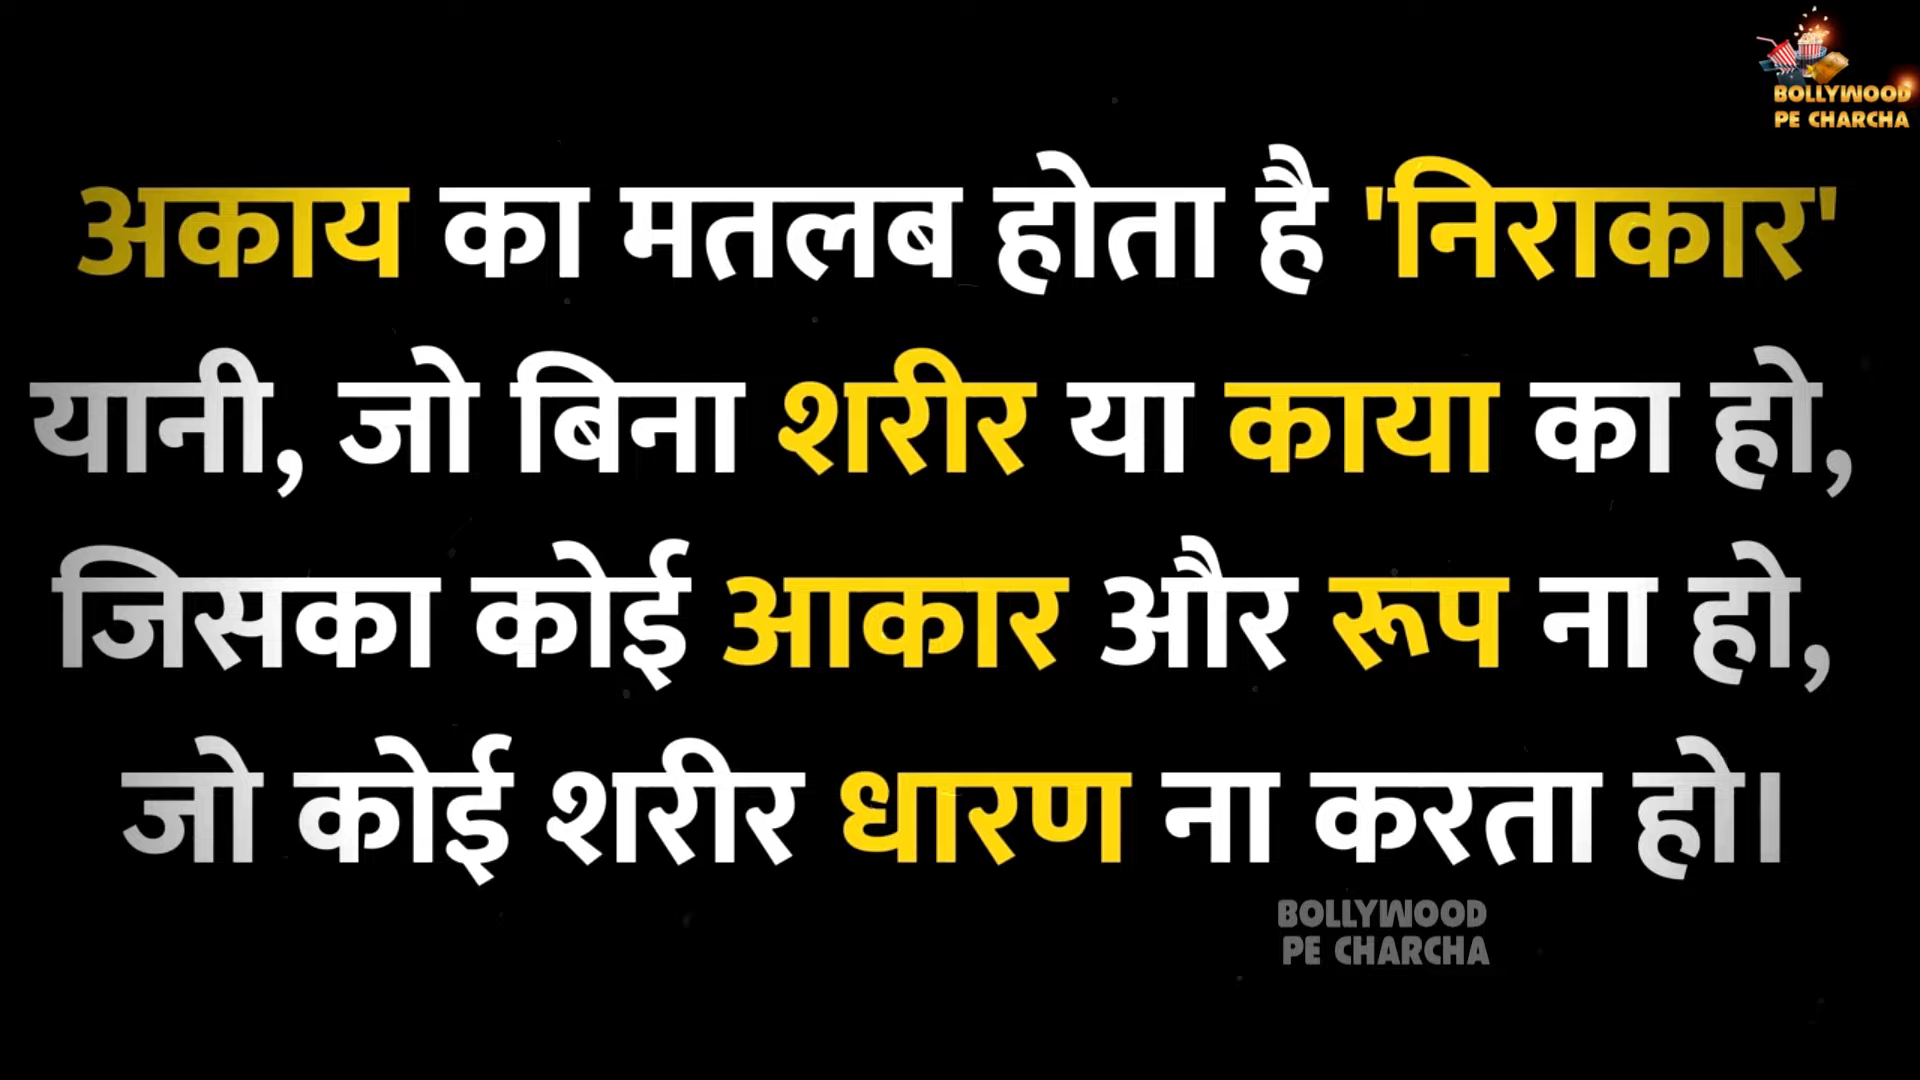 BOLLYWOOD
PE CHARCHA
अकाय का मतलब होता है 'निराकार'
यानी, जो बिना शरीर या काया का हो,
जिसका कोई आकार और रूप ना हो,
जो कोई शरीर धारण ना करता हो।
BOLLYWOOD
PE CHARCHA